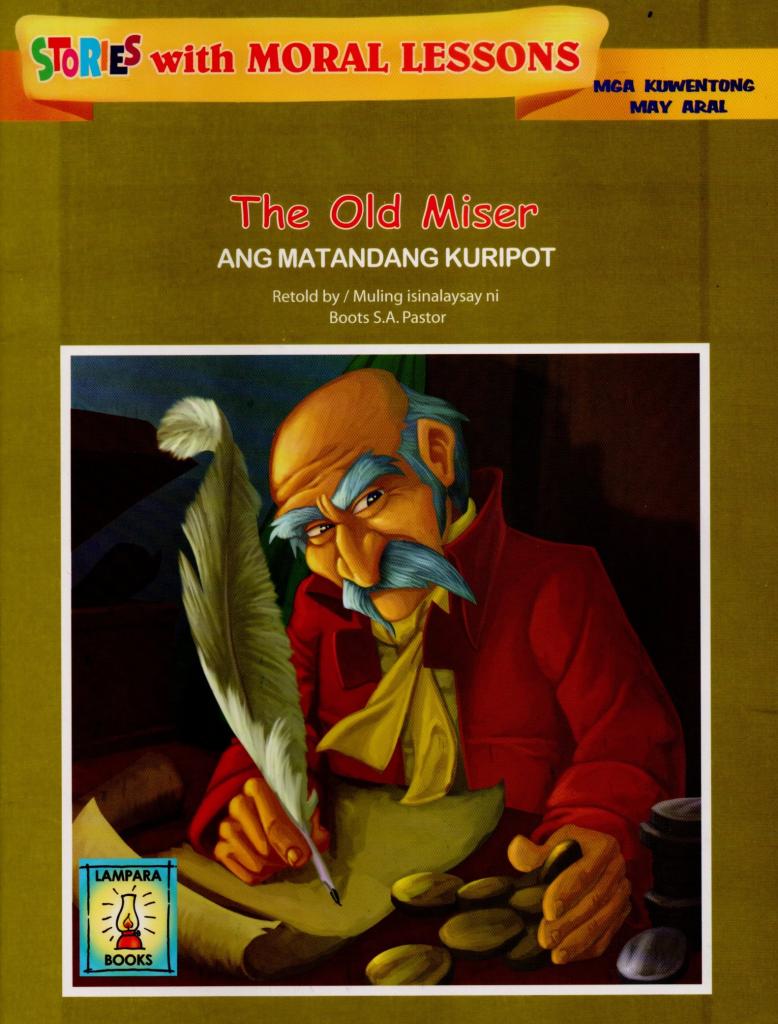 STORIES with MORAL LESSONS
MGA KUWENTONG
MAY ARAL
The Old Miser
ANG MATANDANG KURIPOT
Retold by / Muling isinalaysay ni
Boots S.A. Pastor
LAMPARA
BOOKS